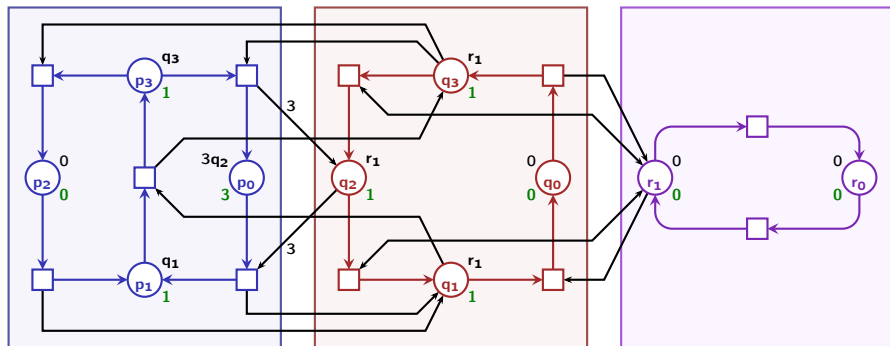 q₃ r₁
p₃ q₃
1 1
3
0 3q₂ r₁ 0 0 0
p₂ p₀ q₂ q₀ r₁ r₀
0 3 1 0 0 0
3
q₁ r₁
p₁ q₁
1 1